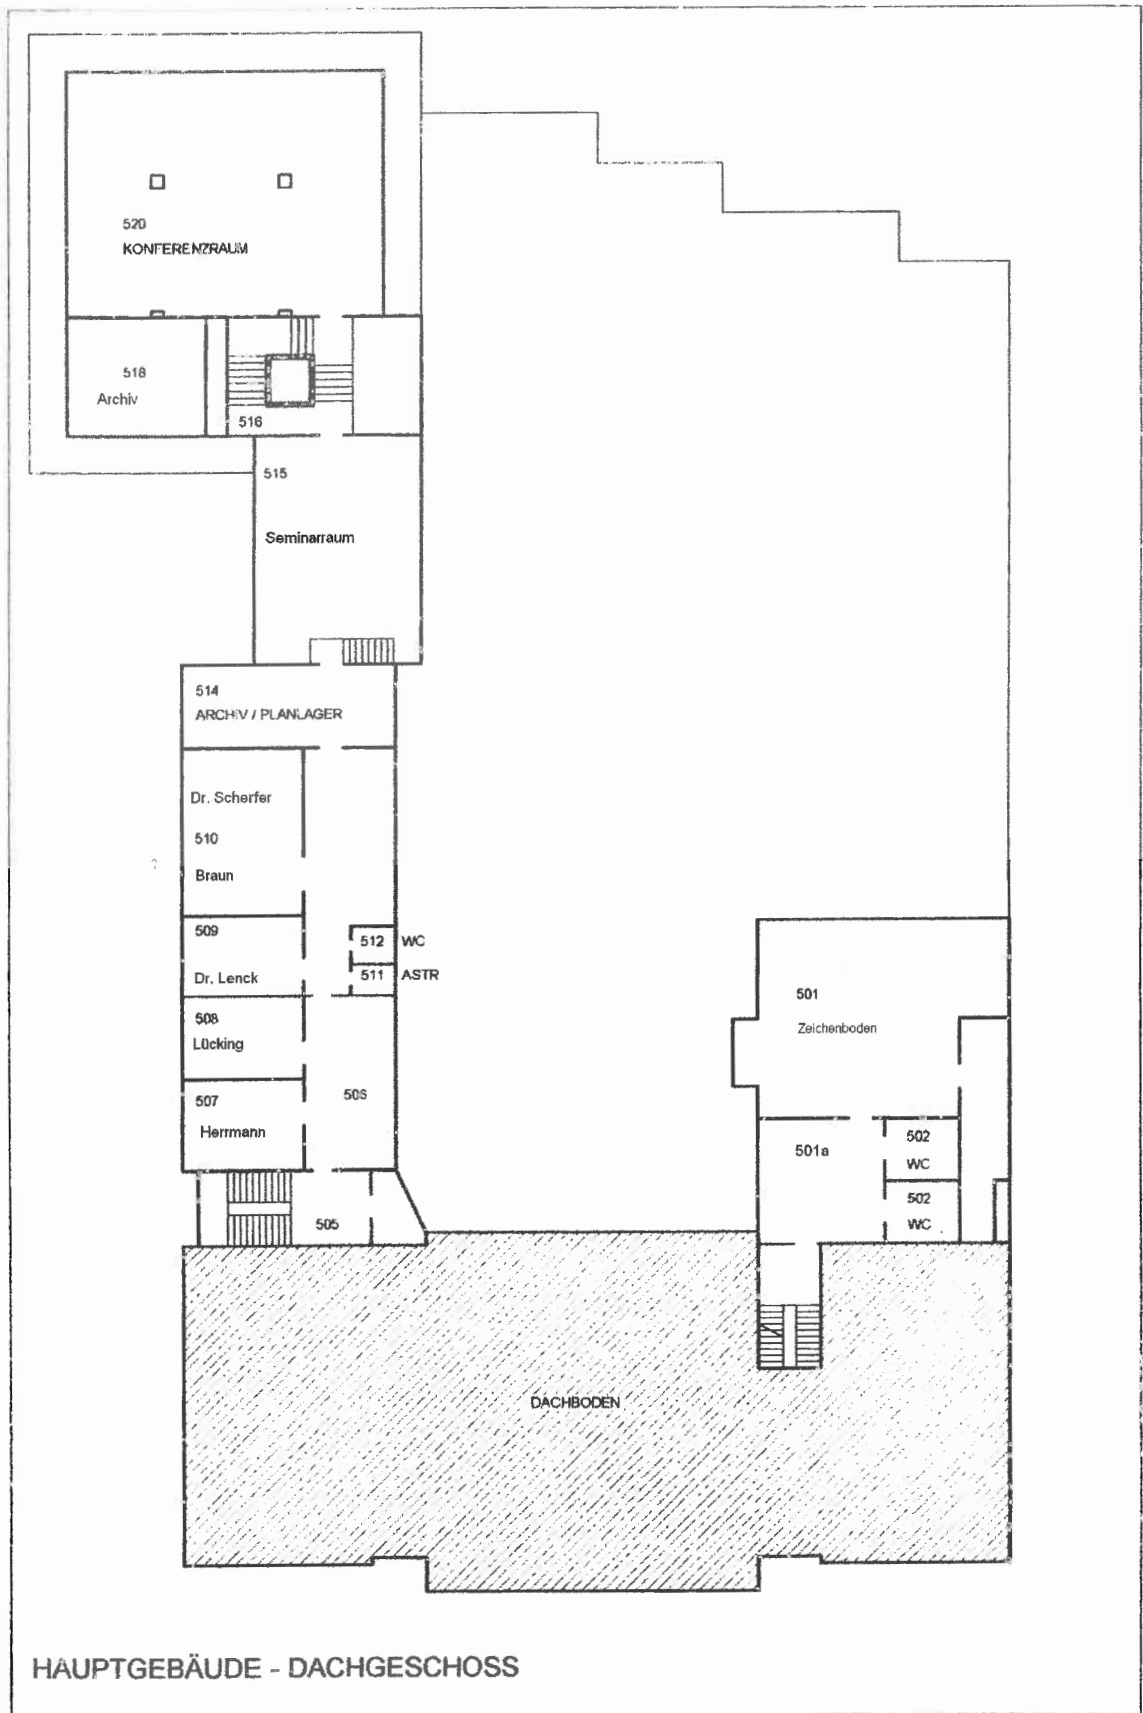 520
KONFERENZRAUM
518
Archiv
516
515
Seminarraum
514
ARCHIV / PLANLAGER
Dr. Scherfer
510
Braun
509
Dr. Lenck
512 WC
511 ASTR
508
Lücking
506
507
Herrmann
505
501
Zeichenboden
501a
502
WC
502
WC
DACHBODEN
HAUPTGEBÄUDE - DACHGESCHOSS